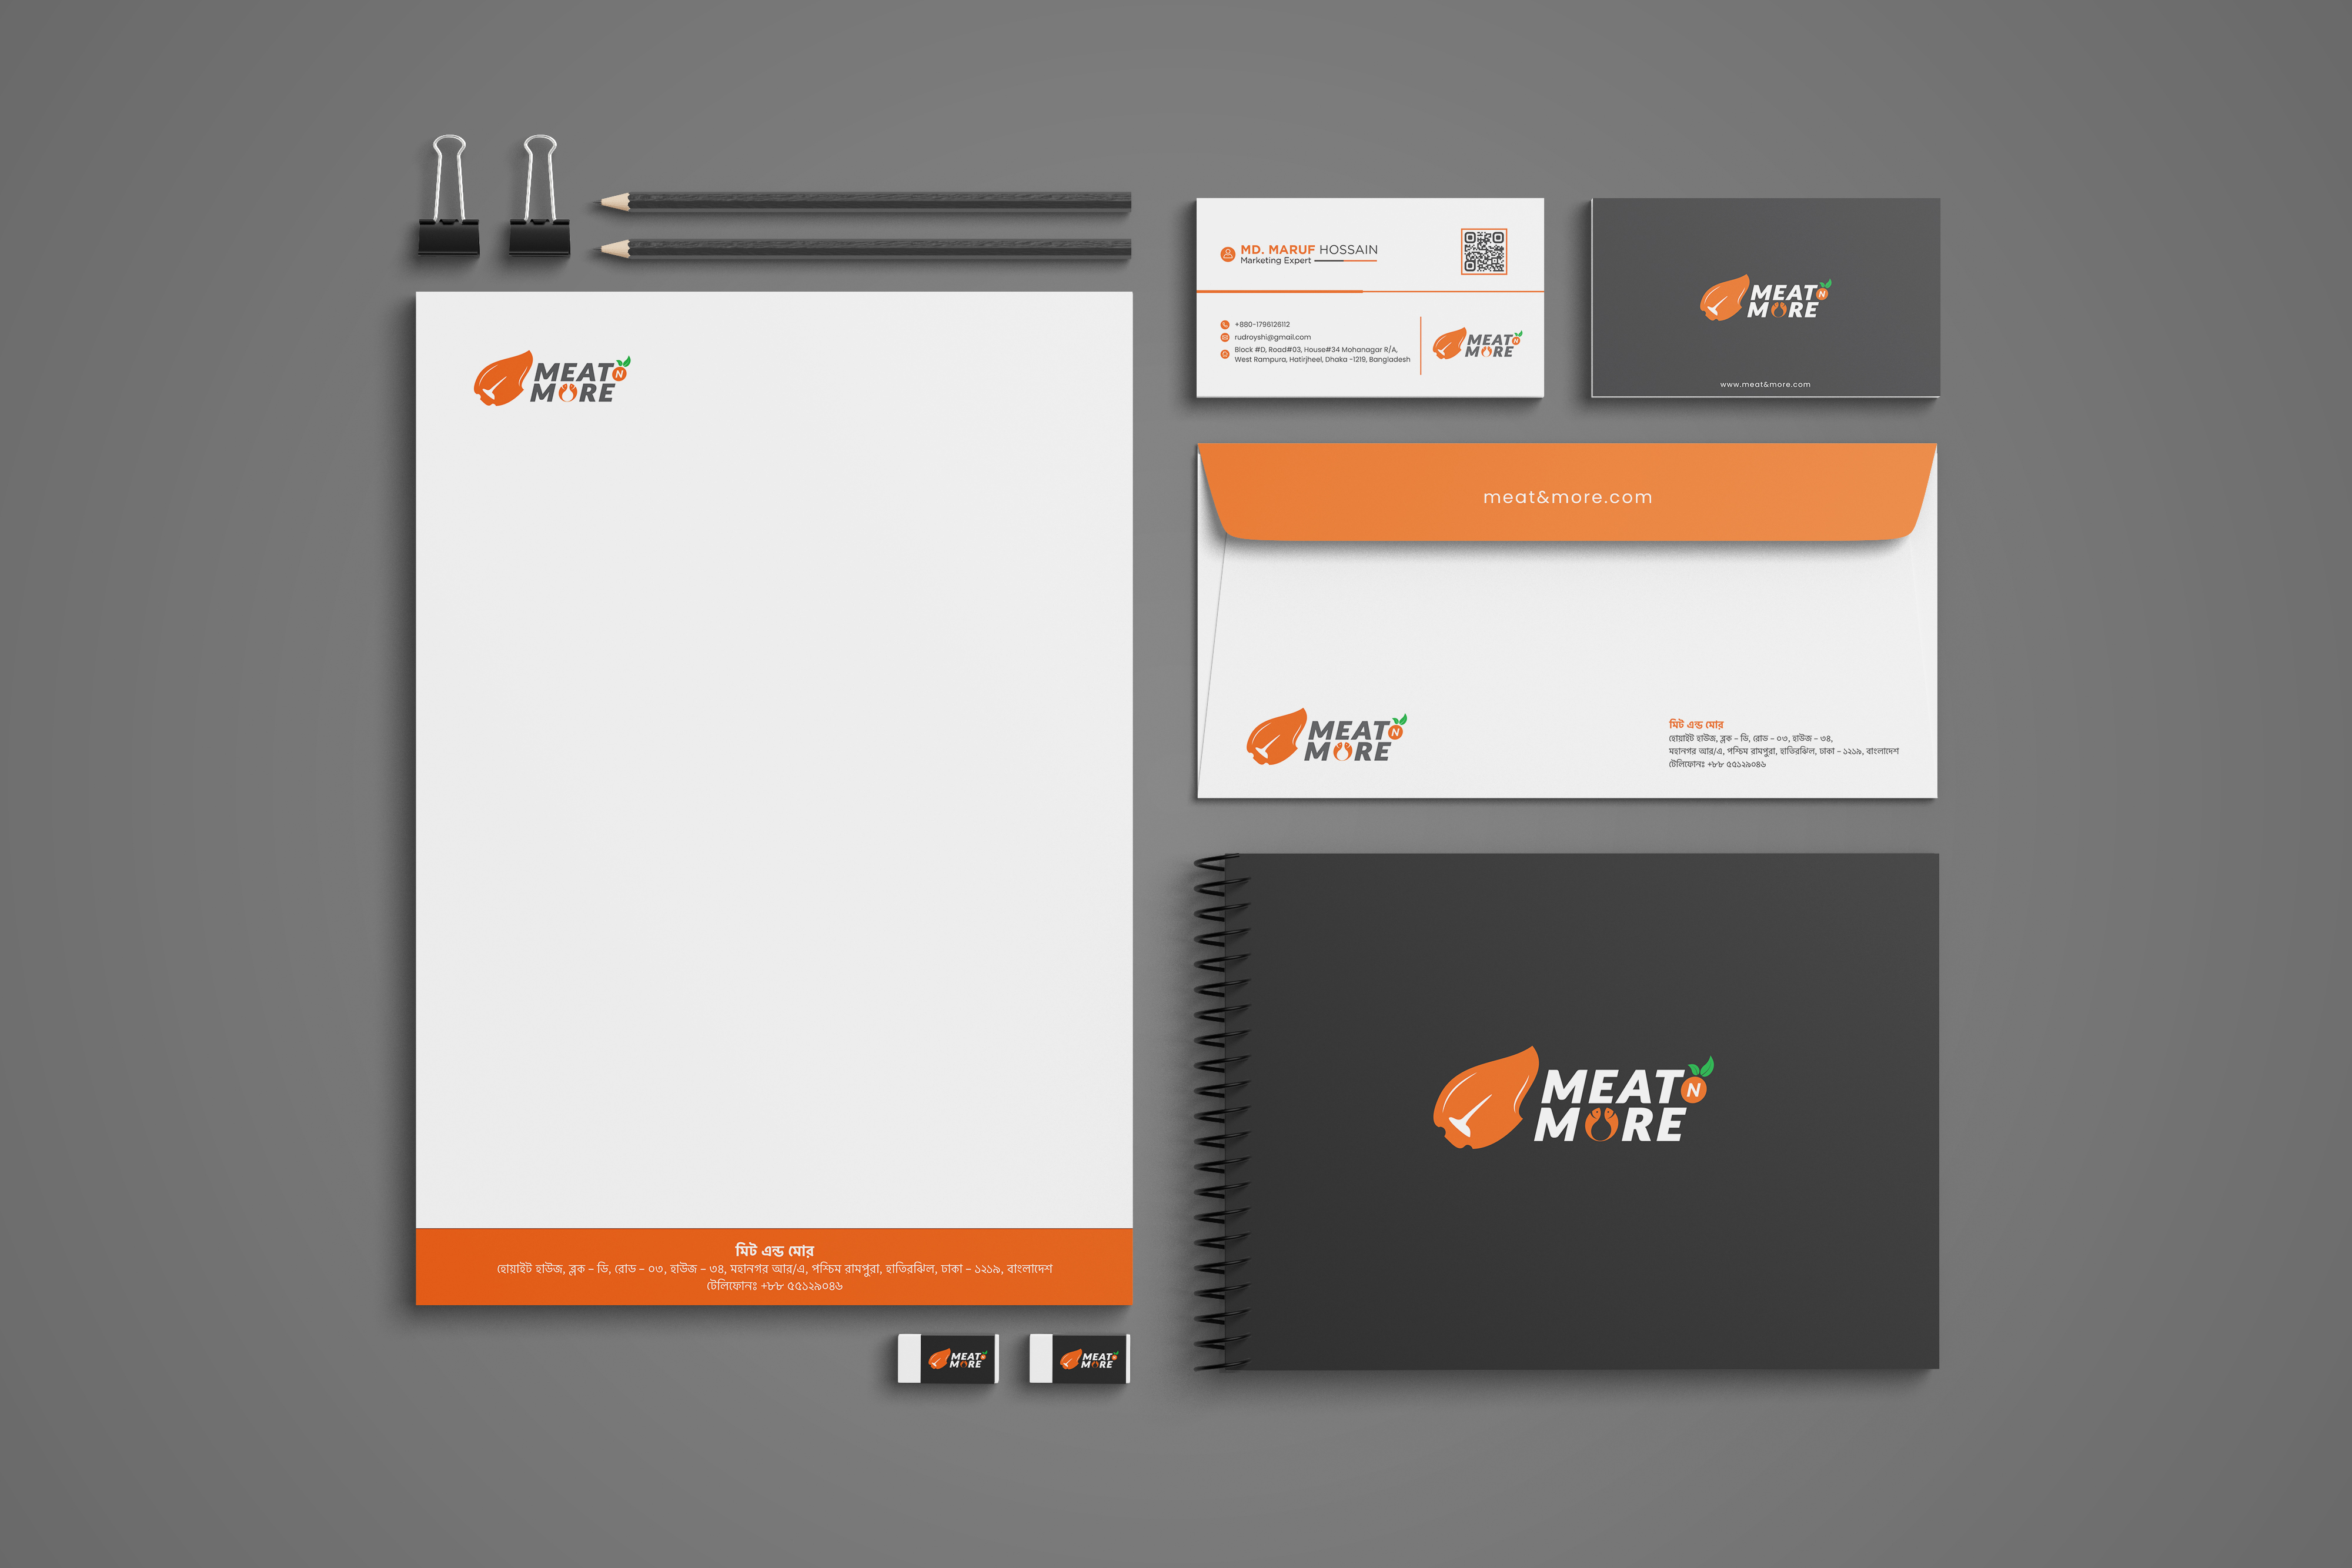 MEAT N
MORE
মিট এন্ড মোর
হোয়াইট হাউজ, ব্লক – ডি, রোড – ০৩, হাউজ – ৩৪, মহানগর আর/এ, পশ্চিম রামপুরা, হাতিরঝিল, ঢাকা – ১২১৯, বাংলাদেশ
টেলিফোনঃ +৮৮ ৫৫১২৯০৪৬
MEAT N
MORE
MEAT N
MORE
MD. MARUF HOSSAIN
Marketing Expert
+880-1796126112
rudroyshi@gmail.com
Block #D, Road#03, House#34 Mohanagar R/A,
West Rampura, Hatirjheel, Dhaka -1219, Bangladesh
MEAT N
MORE
MEAT N
MORE
www.meat&more.com
meat&more.com
MEAT N
MORE
মিট এন্ড মোর
হোয়াইট হাউজ, ব্লক – ডি, রোড – ০৩, হাউজ – ৩৪,
মহানগর আর/এ, পশ্চিম রামপুরা, হাতিরঝিল, ঢাকা – ১২১৯, বাংলাদেশ
টেলিফোনঃ +৮৮ ৫৫১২৯০৪৬
MEAT N
MORE